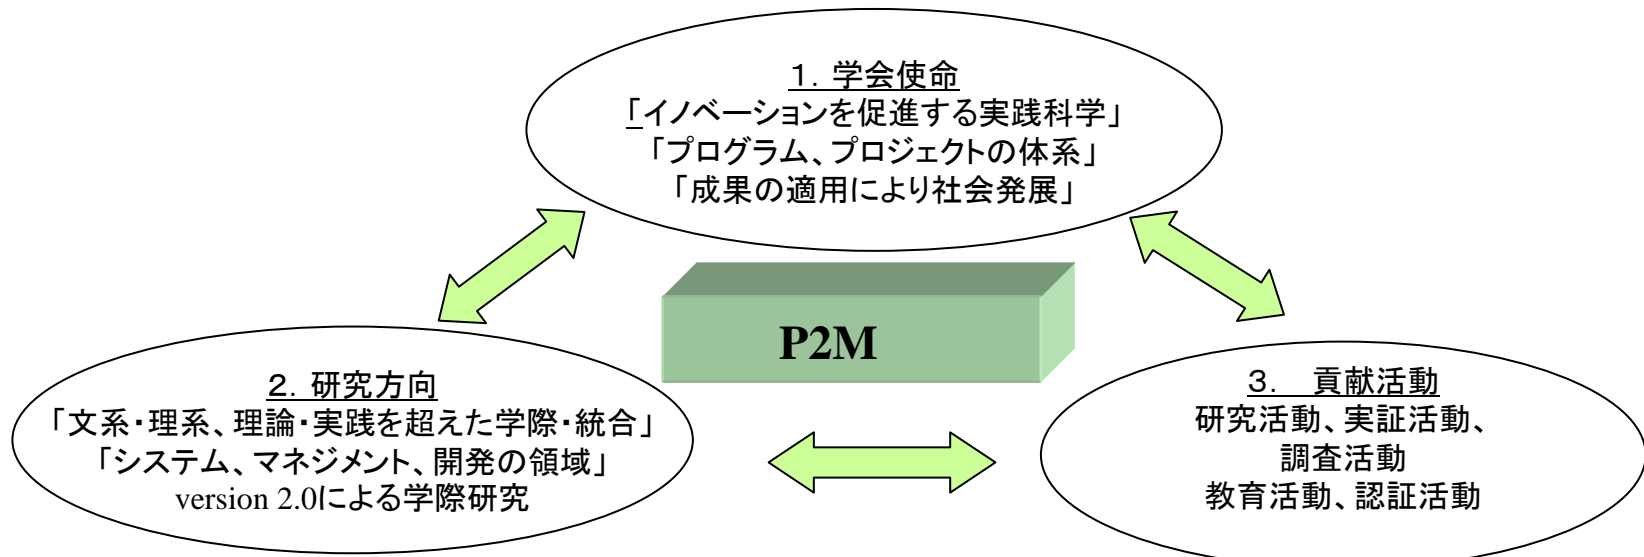 1．学会使命
「イノベーションを促進する実践科学」
「プログラム、プロジェクトの体系」
「成果の適用により社会発展」
P2M
２．研究方向
「文系・理系、理論・実践を超えた学際・統合」
「システム、マネジメント、開発の領域」
version 2.0による学際研究
３．　貢献活動
研究活動、実証活動、
調査活動
教育活動、認証活動